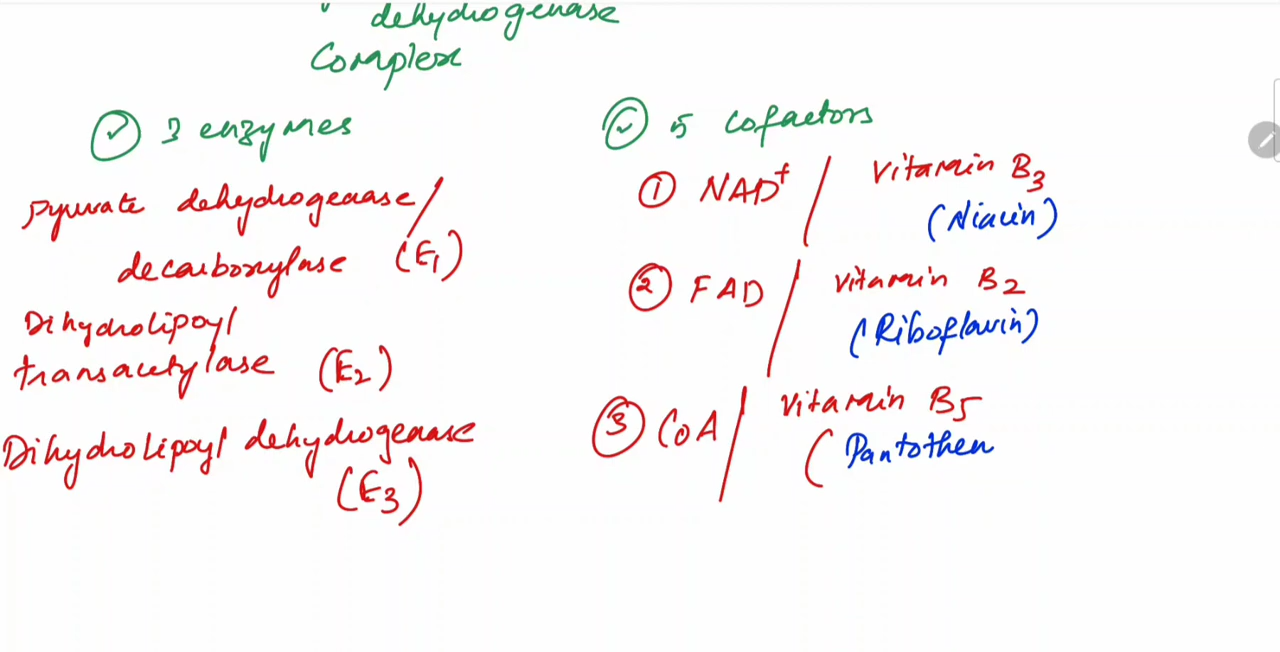 dehydrogenase
Complex
3 enzymes
Pyruvate dehydrogenase/
decarboxylase (E1)
Dihydrolipoyl
transacetylase (E2)
Dihydrolipoyl dehydrogenase
(E3)
5 cofactors
① NAD+ / Vitamin B3
(Niacin)
② FAD / Vitamin B2
(Riboflavin)
③ CoA / Vitamin B5
(Pantothen